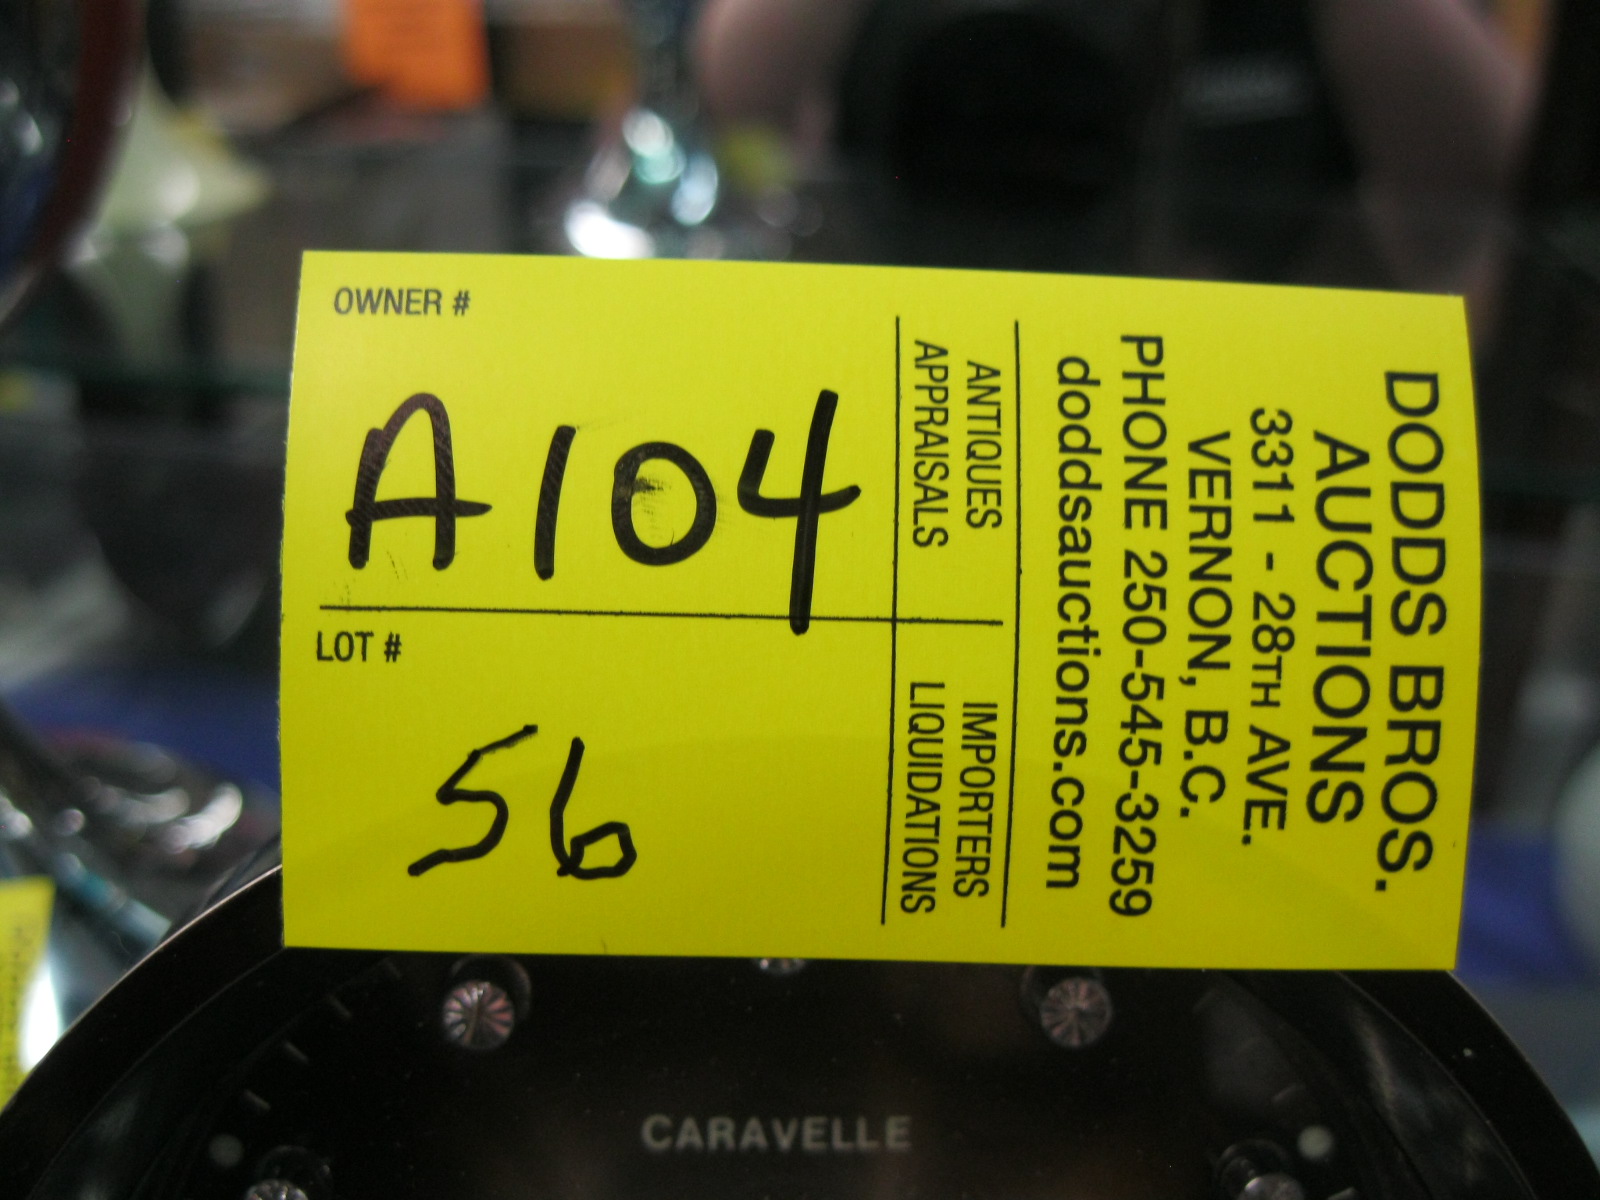 OWNER #
A104
LOT #
56
DODDS BROS.
AUCTIONS
3311 - 28TH AVE.
VERNON, B.C.
PHONE 250-545-3259
doddsauctions.com
ANTIQUES
APPRAISALS
IMPORTERS
LIQUIDATIONS
CARAVELLE